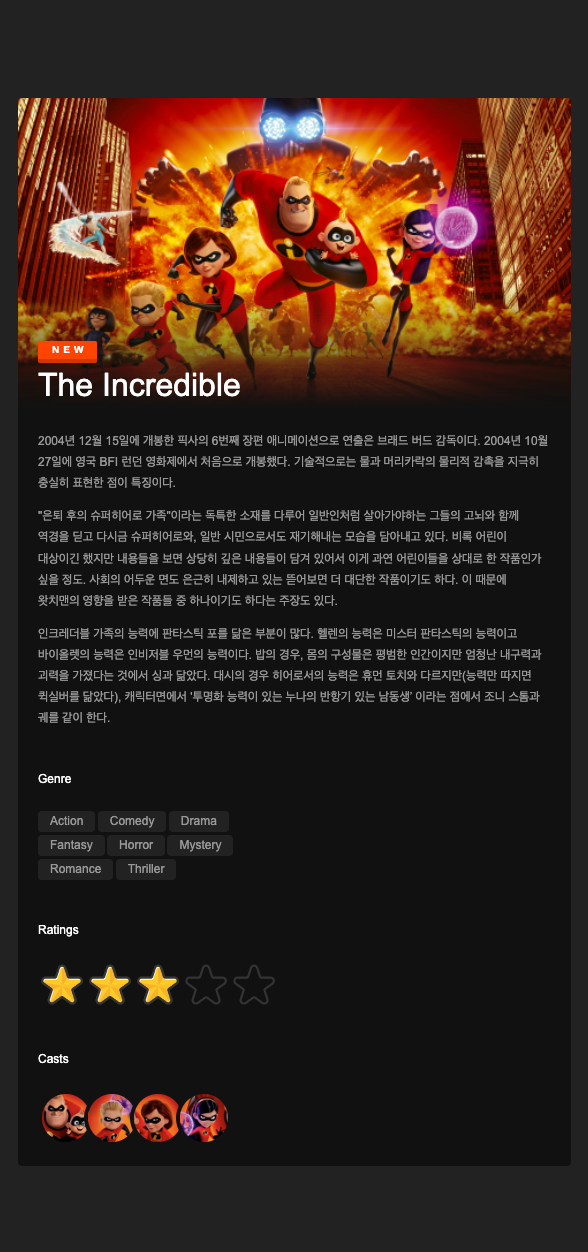 NEW
The Incredible
2004년 12월 15일에 개봉한 픽사의 6번째 장편 애니메이션으로 연출은 브래드 버드 감독이다. 2004년 10월
27일에 영국 BFI 런던 영화제에서 처음으로 개봉했다. 기술적으로는 물과 머리카락의 물리적 감촉을 지극히
충실히 표현한 점이 특징이다.
"은퇴 후의 슈퍼히어로 가족"이라는 독특한 소재를 다루어 일반인처럼 살아가야하는 그들의 고뇌와 함께
역경을 딛고 다시금 슈퍼히어로와, 일반 시민으로서도 재기해내는 모습을 담아내고 있다. 비록 어린이
대상이긴 했지만 내용들을 보면 상당히 깊은 내용들이 담겨 있어서 이게 과연 어린이들을 상대로 한 작품인가
싶을 정도. 사회의 어두운 면도 은근히 내제하고 있는 뜯어보면 더 대단한 작품이기도 하다. 이 때문에
왓치맨의 영향을 받은 작품들 중 하나이기도 하다는 주장도 있다.
인크레더블 가족의 능력에 판타스틱 포를 닮은 부분이 많다. 헬렌의 능력은 미스터 판타스틱의 능력이고
바이올렛의 능력은 인비저블 우먼의 능력이다. 밥의 경우, 몸의 구성물은 평범한 인간이지만 엄청난 내구력과
괴력을 가졌다는 것에서 싱과 닮았다. 대시의 경우 히어로서의 능력은 휴먼 토치와 다르지만(능력만 따지면
퀵실버를 닮았다), 캐릭터면에서 '투명화 능력이 있는 누나의 반항기 있는 남동생' 이라는 점에서 조니 스톰과
궤를 같이 한다.
Genre
Action Comedy Drama
Fantasy Horror Mystery
Romance Thriller
Ratings
Casts